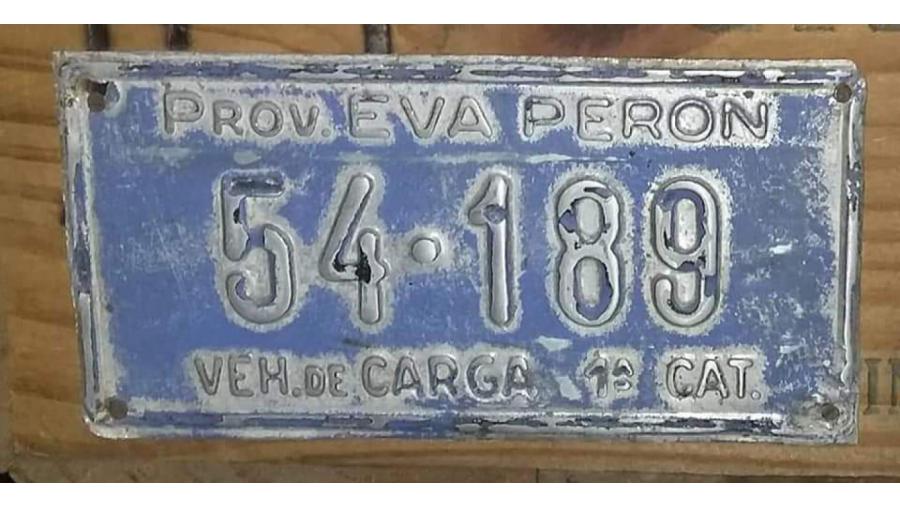 PROV. EVA PERON
54·189
VEH. DE CARGA 1ª CAT.